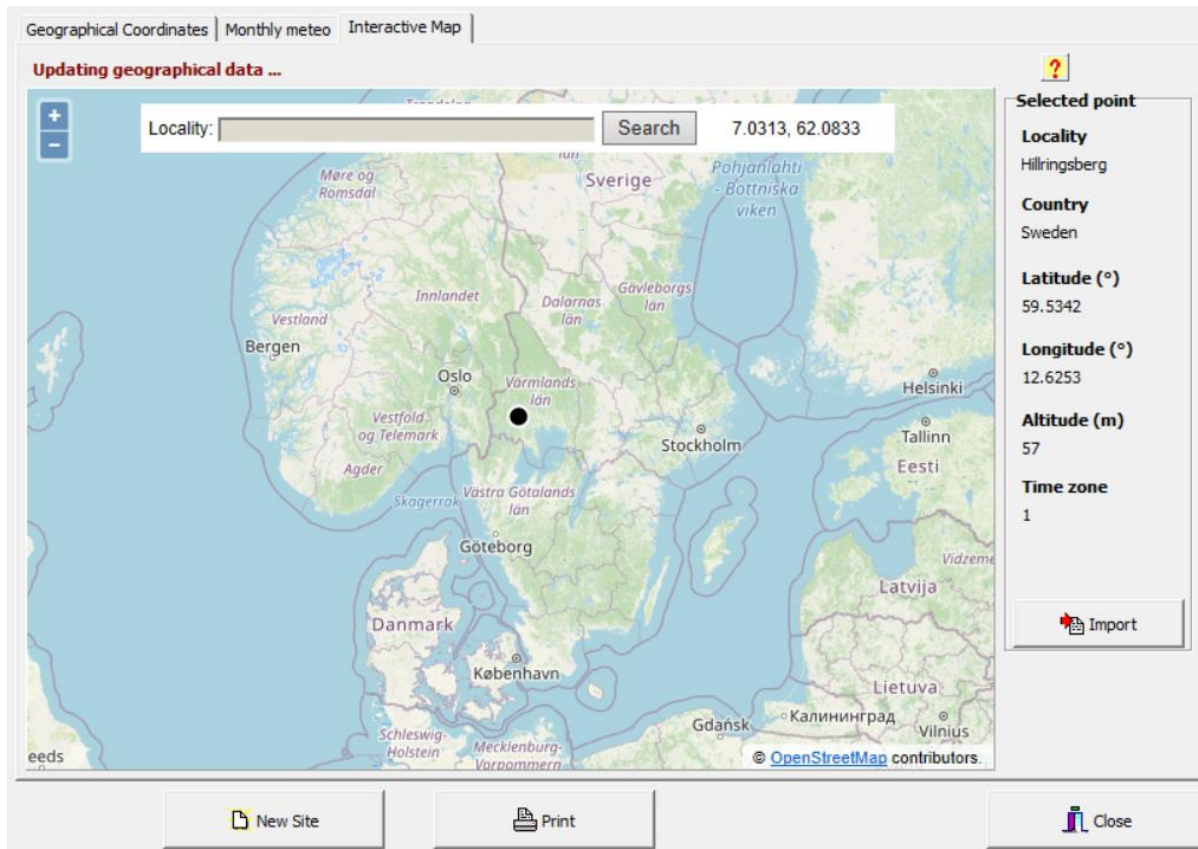 Geographical Coordinates
Monthly meteo
Interactive Map
Updating geographical data ...
?
+
−
Locality:
Search
7.0313, 62.0833
Møre og
Romsdal
Sverige
Pohjanlahti
- Bottniska
viken
Innlandet
Dalarnas
län
Gävleborgs
län
Vestland
Bergen
Oslo
Värmlands
län
Helsinki
Vestfold
og Telemark
Stockholm
Tallinn
Eesti
Agder
Skagerrak
Västra Götalands
län
Göteborg
Vidzeme
Latvija
Danmark
København
Lietuva
Gdańsk
Калининград
Vilnius
Schleswig-
Holstein
Mecklenburg-
Vorpommern
eeds
© OpenStreetMap contributors.
Selected point
Locality
Hillringsberg
Country
Sweden
Latitude (°)
59.5342
Longitude (°)
12.6253
Altitude (m)
57
Time zone
1
Import
New Site
Print
Close